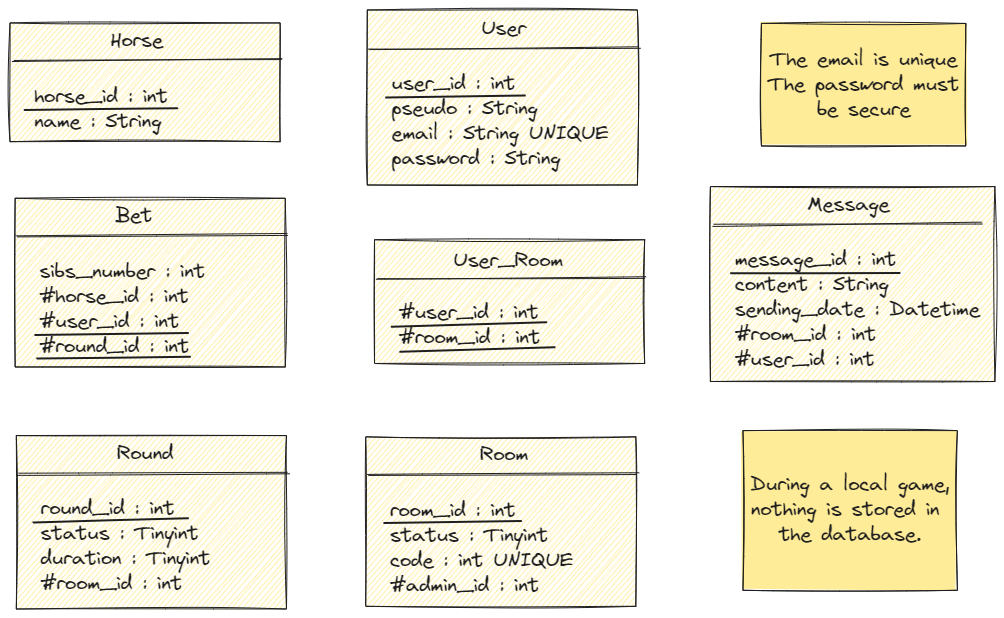 Horse
horse_id : int
name : String
User
user_id : int
pseudo : String
email : String UNIQUE
password : String
The email is unique
The password must
be secure
Bet
sibs_number : int
#horse_id : int
#user_id : int
#round_id : int
User_Room
#user_id : int
#room_id : int
Message
message_id : int
content : String
sending_date : Datetime
#room_id : int
#user_id : int
Round
round_id : int
status : Tinyint
duration : Tinyint
#room_id : int
Room
room_id : int
status : Tinyint
code : int UNIQUE
#admin_id : int
During a local game,
nothing is stored in
the database.